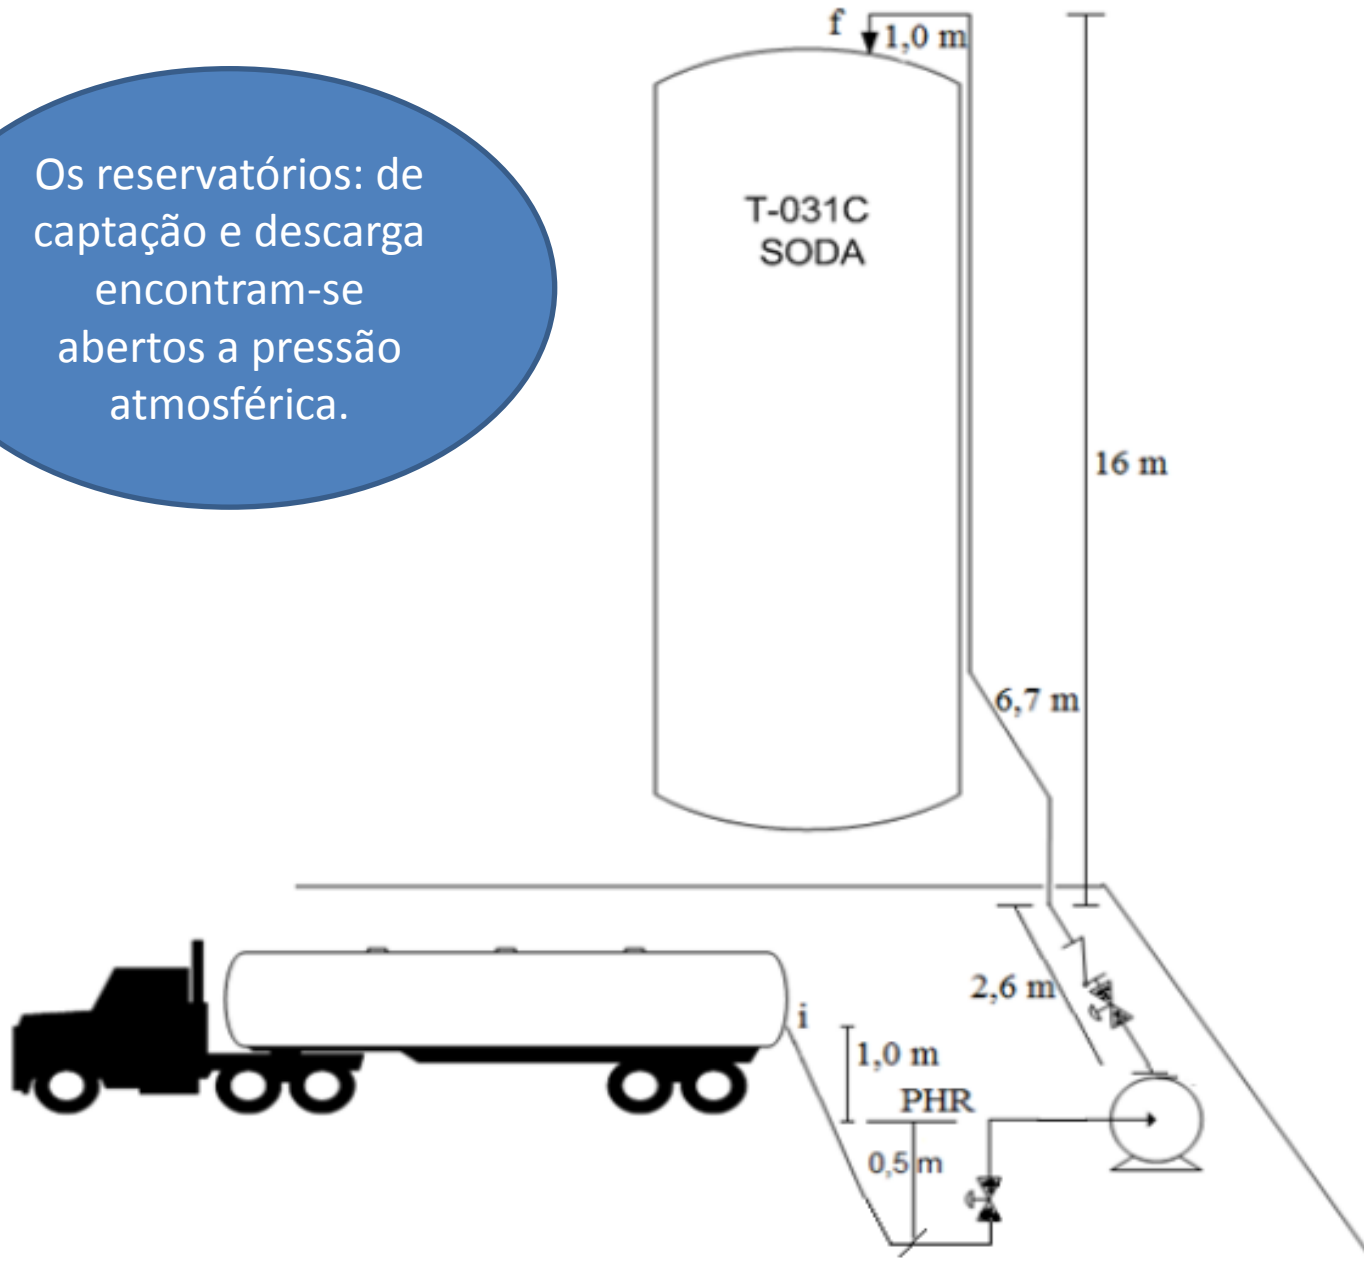 f
1,0 m
Os reservatórios: de
captação e descarga
encontram-se
abertos a pressão
atmosférica.
T-031C
SODA
16 m
6,7 m
2,6 m
i
1,0 m
PHR
0,5 m